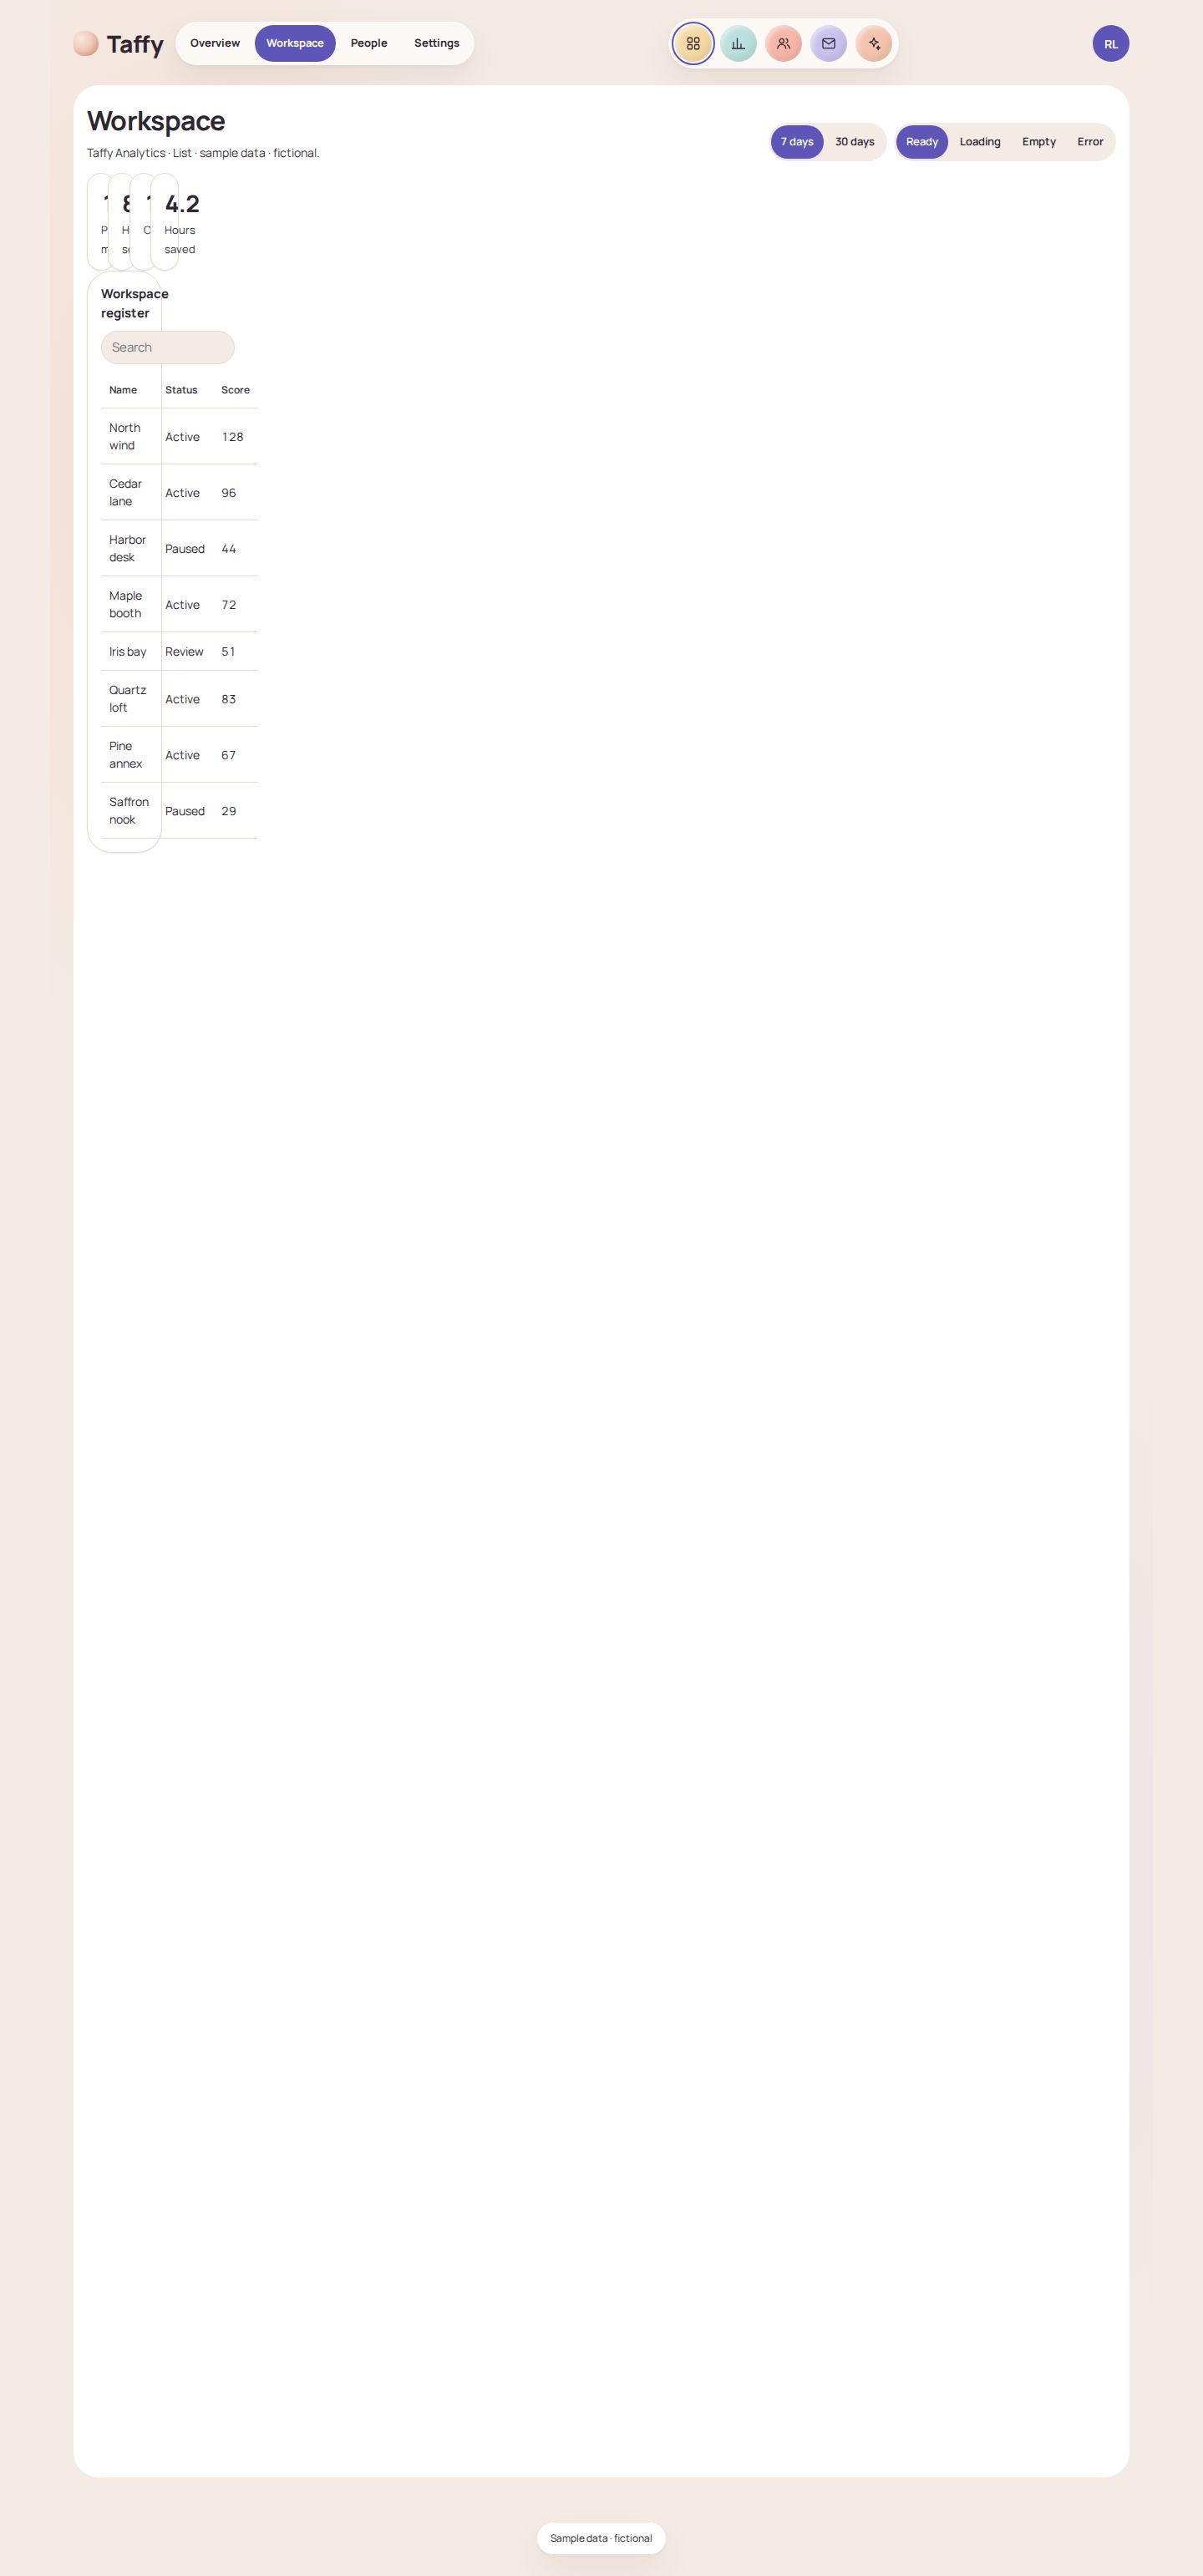 Taffy
Overview Workspace People Settings
RL
Workspace
Taffy Analytics · List · sample data · fictional.
7 days 30 days Ready Loading Empty Error
4.2
Hours
saved
Workspace
register
Search
Name Status Score
North
wind
Active 128
Cedar
lane
Active 96
Harbor
desk
Paused 44
Maple
booth
Active 72
Iris bay Review 51
Quartz
loft
Active 83
Pine
annex
Active 67
Saffron
nook
Paused 29
Sample data · fictional